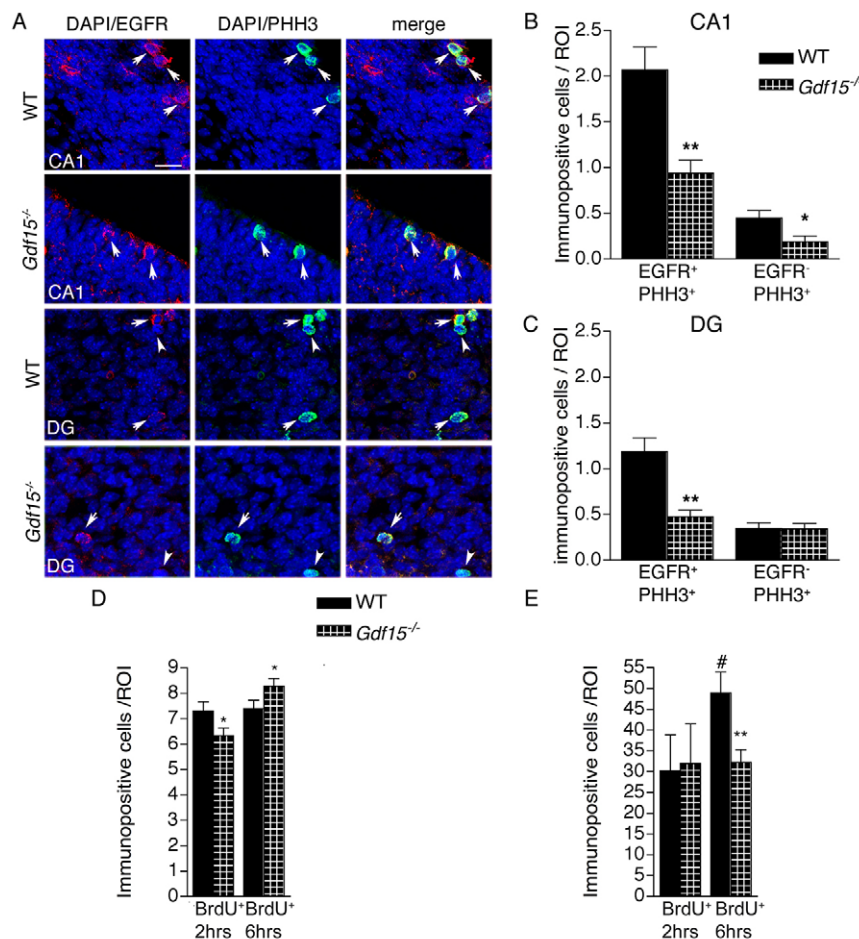 A
DAPI/EGFR DAPI/PHH3 merge
WT
CA1
Gdf15-/-
CA1
WT
DG
Gdf15-/-
DG
B
CA1
WT
Gdf15-/-
Immunopositive cells / ROI
2.5
2.0
1.5
1.0
0.5
0
**
*
EGFR+ EGFR-
PHH3+ PHH3+
C
DG
immunopositive cells / ROI
2.5
2.0
1.5
1.0
0.5
0
**
EGFR+ EGFR-
PHH3+ PHH3+
D
WT
Gdf15-/-
Immunopositive cells /ROI
9
8
7
6
5
4
3
2
1
0
*
*
BrdU+ BrdU+
2hrs 6hrs
E
Immunopositive cells /ROI
55
50
45
40
35
30
25
20
15
10
5
0
#
**
BrdU+ BrdU+
2hrs 6hrs